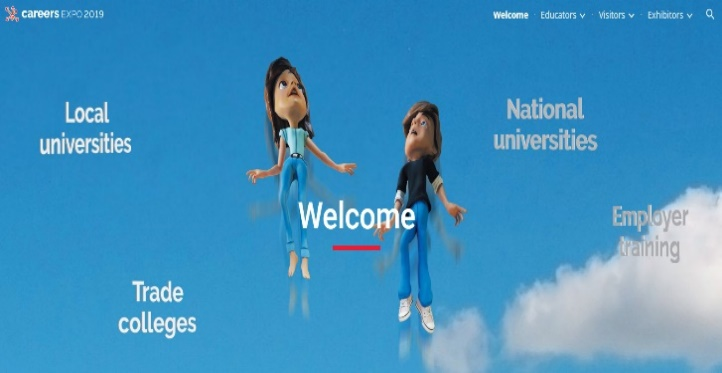 careers EXPO 2019
Welcome
Educators
Visitors
Exhibitors
Local
universities
National
universities
Welcome
Employer
training
Trade
colleges